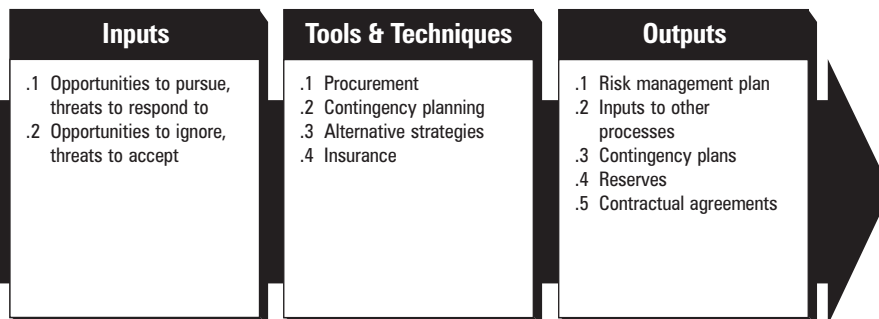 Inputs
.1 Opportunities to pursue,
threats to respond to
.2 Opportunities to ignore,
threats to accept
Tools & Techniques
.1 Procurement
.2 Contingency planning
.3 Alternative strategies
.4 Insurance
Outputs
.1 Risk management plan
.2 Inputs to other
processes
.3 Contingency plans
.4 Reserves
.5 Contractual agreements